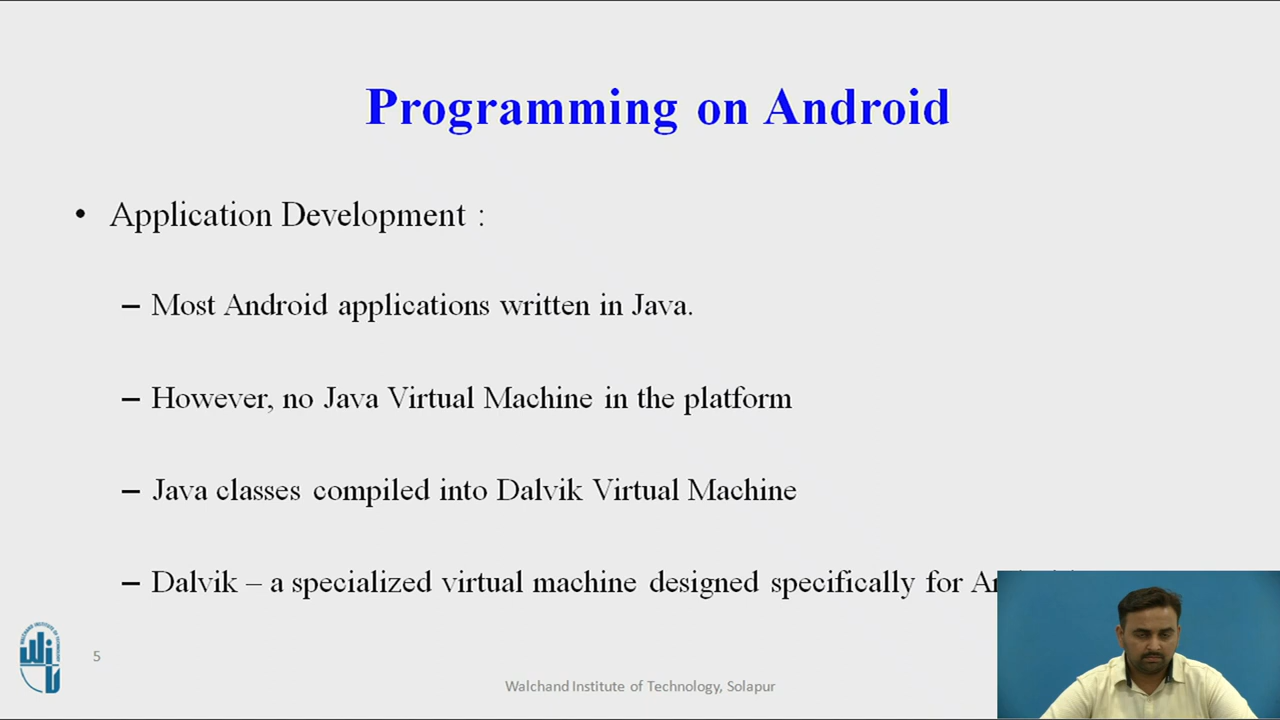 Programming on Android
• Application Development :
– Most Android applications written in Java.
– However, no Java Virtual Machine in the platform
– Java classes compiled into Dalvik Virtual Machine
– Dalvik – a specialized virtual machine designed specifically for
5
Walchand Institute of Technology, Solapur